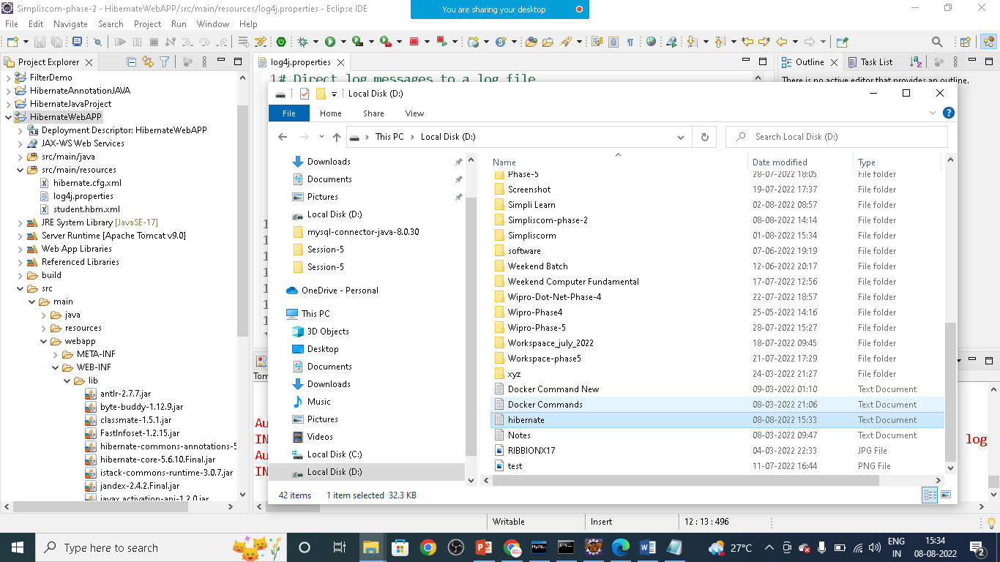 Simpliscom-phase-2 - HibernateWebAPP/src/main/resources/log4j.properties - Eclipse IDE
You are sharing your desktop
File Edit Navigate Search Project Run Window Help
Project Explorer
FilterDemo
HibernateAnnotationJAVA
HibernateJavaProject
HibernateWebAPP
Deployment Descriptor: HibernateWebAPP
JAX-WS Web Services
src/main/java
src/main/resources
hibernate.cfg.xml
log4j.properties
student.hbm.xml
JRE System Library [JavaSE-17]
Server Runtime [Apache Tomcat v9.0]
Web App Libraries
Referenced Libraries
build
src
main
java
resources
webapp
META-INF
WEB-INF
lib
antlr-2.7.7.jar
byte-buddy-1.12.9.jar
classmate-1.5.1.jar
FastInfoset-1.2.15.jar
hibernate-commons-annotations-5
hibernate-core-5.6.10.Final.jar
istack-commons-runtime-3.0.7.jar
jandex-2.4.2.Final.jar
javax.activation-api-1.2.0.jar
log4j.properties
1 # Direct log messages to a log file
Outline Task List
There is no active editor that provides an outline.
Tom
Au
IN
Au
IN
log
Local Disk (D:)
File Home Share View
This PC Local Disk (D:)
Search Local Disk (D:)
Downloads
Documents
Pictures
Local Disk (D:)
mysql-connector-java-8.0.30
Session-5
Session-5
OneDrive - Personal
This PC
3D Objects
Desktop
Documents
Downloads
Music
Pictures
Videos
Local Disk (C:)
Local Disk (D:)
Name Date modified Type
Phase-5 28-07-2022 18:05 File folder
Screenshot 19-07-2022 17:37 File folder
Simpli Learn 02-08-2022 08:57 File folder
Simpliscom-phase-2 08-08-2022 14:14 File folder
Simpliscorm 01-08-2022 15:34 File folder
software 07-06-2022 19:19 File folder
Weekend Batch 12-06-2022 20:17 File folder
Weekend Computer Fundamental 17-07-2022 12:56 File folder
Wipro-Dot-Net-Phase-4 22-07-2022 18:57 File folder
Wipro-Phase4 25-05-2022 14:16 File folder
Wipro-Phase-5 28-07-2022 15:27 File folder
Workspaace_july_2022 18-07-2022 09:45 File folder
Workspace-phase5 21-07-2022 17:29 File folder
xyz 24-03-2022 21:27 File folder
Docker Command New 09-03-2022 01:10 Text Document
Docker Commands 08-03-2022 21:06 Text Document
hibernate 08-08-2022 15:33 Text Document
Notes 08-03-2022 09:47 Text Document
RIBBIONX17 04-03-2022 22:33 JPG File
test 11-07-2022 16:44 PNG File
42 items 1 item selected 32.3 KB
Writable Insert 12 : 13 : 496
Type here to search
27°C
ENG
IN
15:34
08-08-2022
2